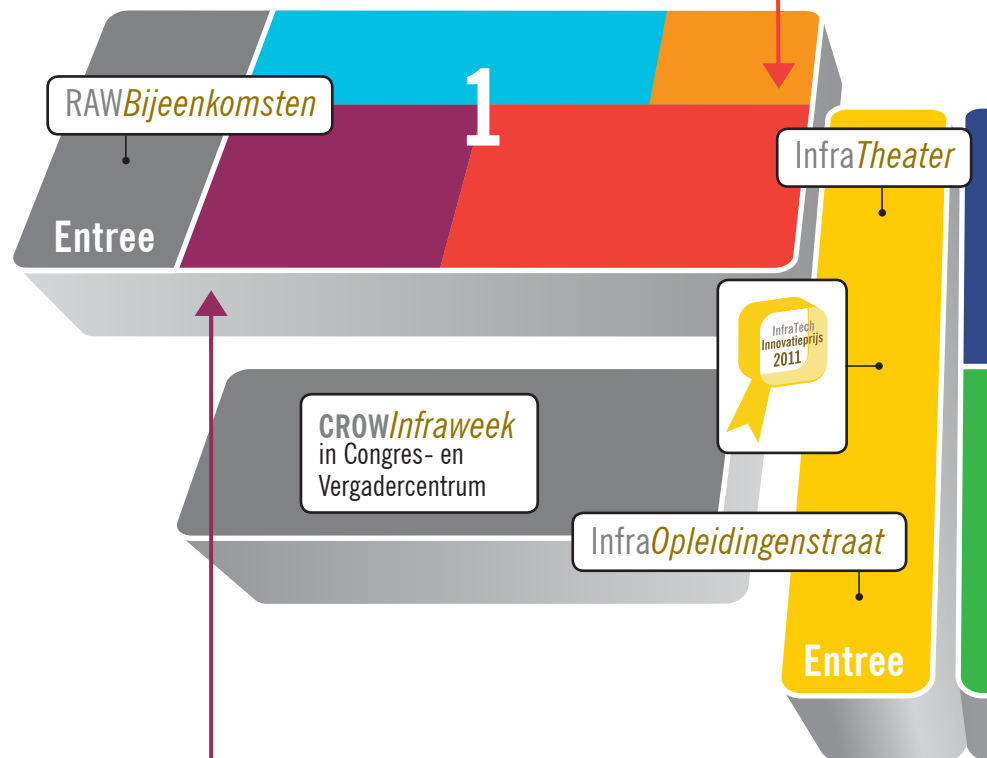 1
RAWBijeenkomsten
InfraTheater
Entree
InfraTech
Innovatieprijs
2011
CROWInfraweek
in Congres- en
Vergadercentrum
InfraOpleidingenstraat
Entree